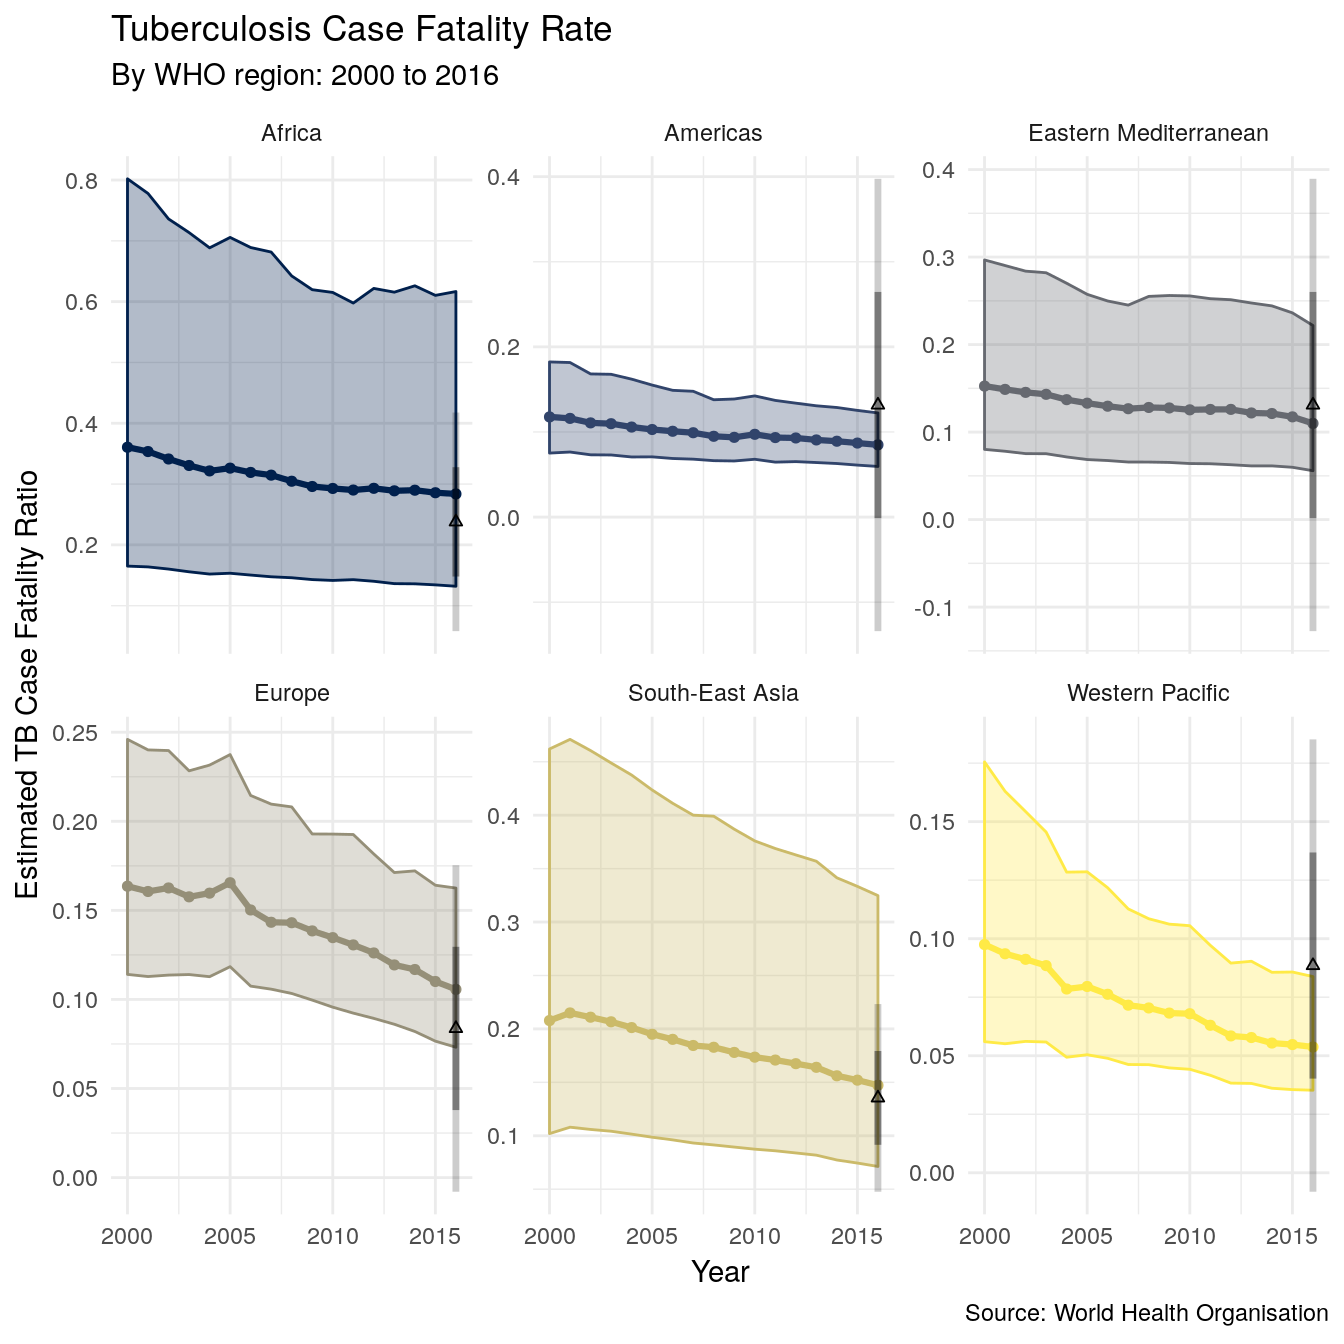 Tuberculosis Case Fatality Rate
By WHO region: 2000 to 2016
Africa
Americas
Eastern Mediterranean
0.8
0.6
0.4
0.2
0.4
0.2
0.0
0.4
0.3
0.2
0.1
0.0
-0.1
Estimated TB Case Fatality Ratio
Europe
South-East Asia
Western Pacific
0.25
0.20
0.15
0.10
0.05
0.00
0.4
0.3
0.2
0.1
0.15
0.10
0.05
0.00
2000 2005 2010 2015
2000 2005 2010 2015
2000 2005 2010 2015
Year
Source: World Health Organisation